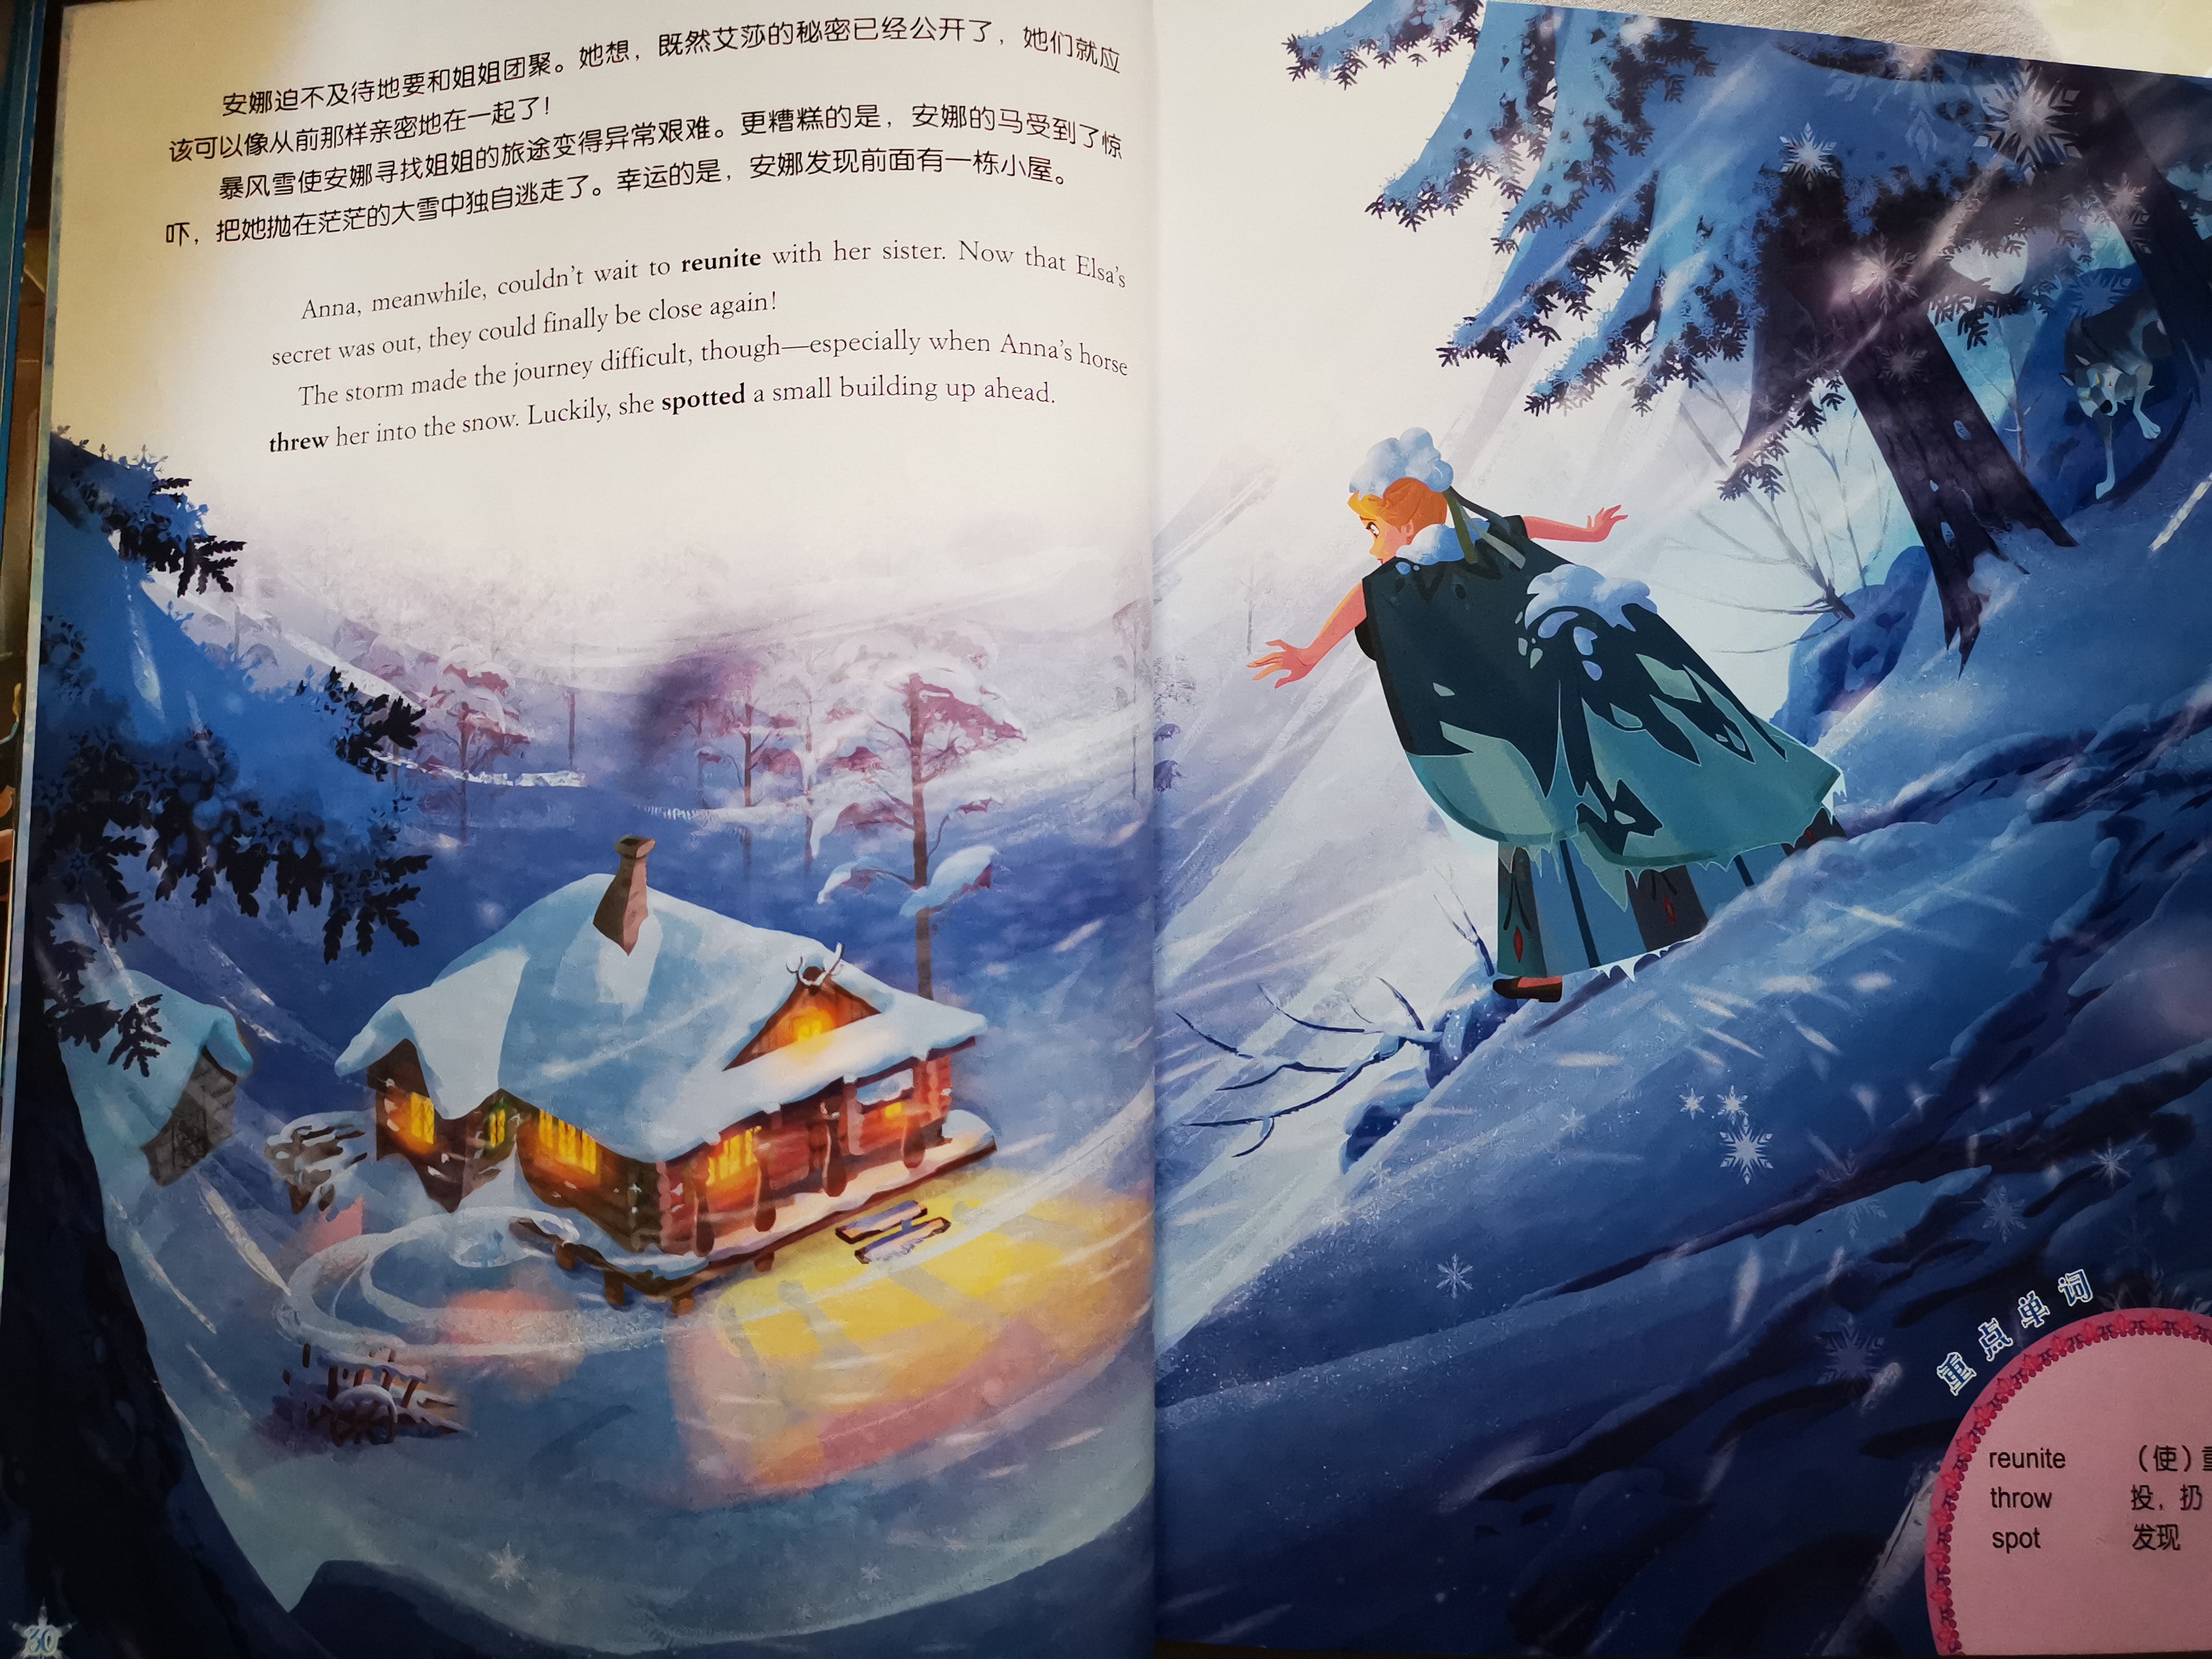 安娜迫不及待地要和姐姐团聚。她想，既然艾莎的秘密已经公开了，她们就应
该可以像从前那样亲密地在一起了！
暴风雪使安娜寻找姐姐的旅途变得异常艰难。更糟糕的是，安娜的马受到了惊
吓，把她抛在茫茫的大雪中独自逃走了。幸运的是，安娜发现前面有一栋小屋。
Anna, meanwhile, couldn't wait to reunite with her sister. Now that Elsa's
secret was out, they could finally be close again!
The storm made the journey difficult, though—especially when Anna's horse
threw her into the snow. Luckily, she spotted a small building up ahead.
重点单词
reunite （使）重
throw 投，扔
spot 发现
30